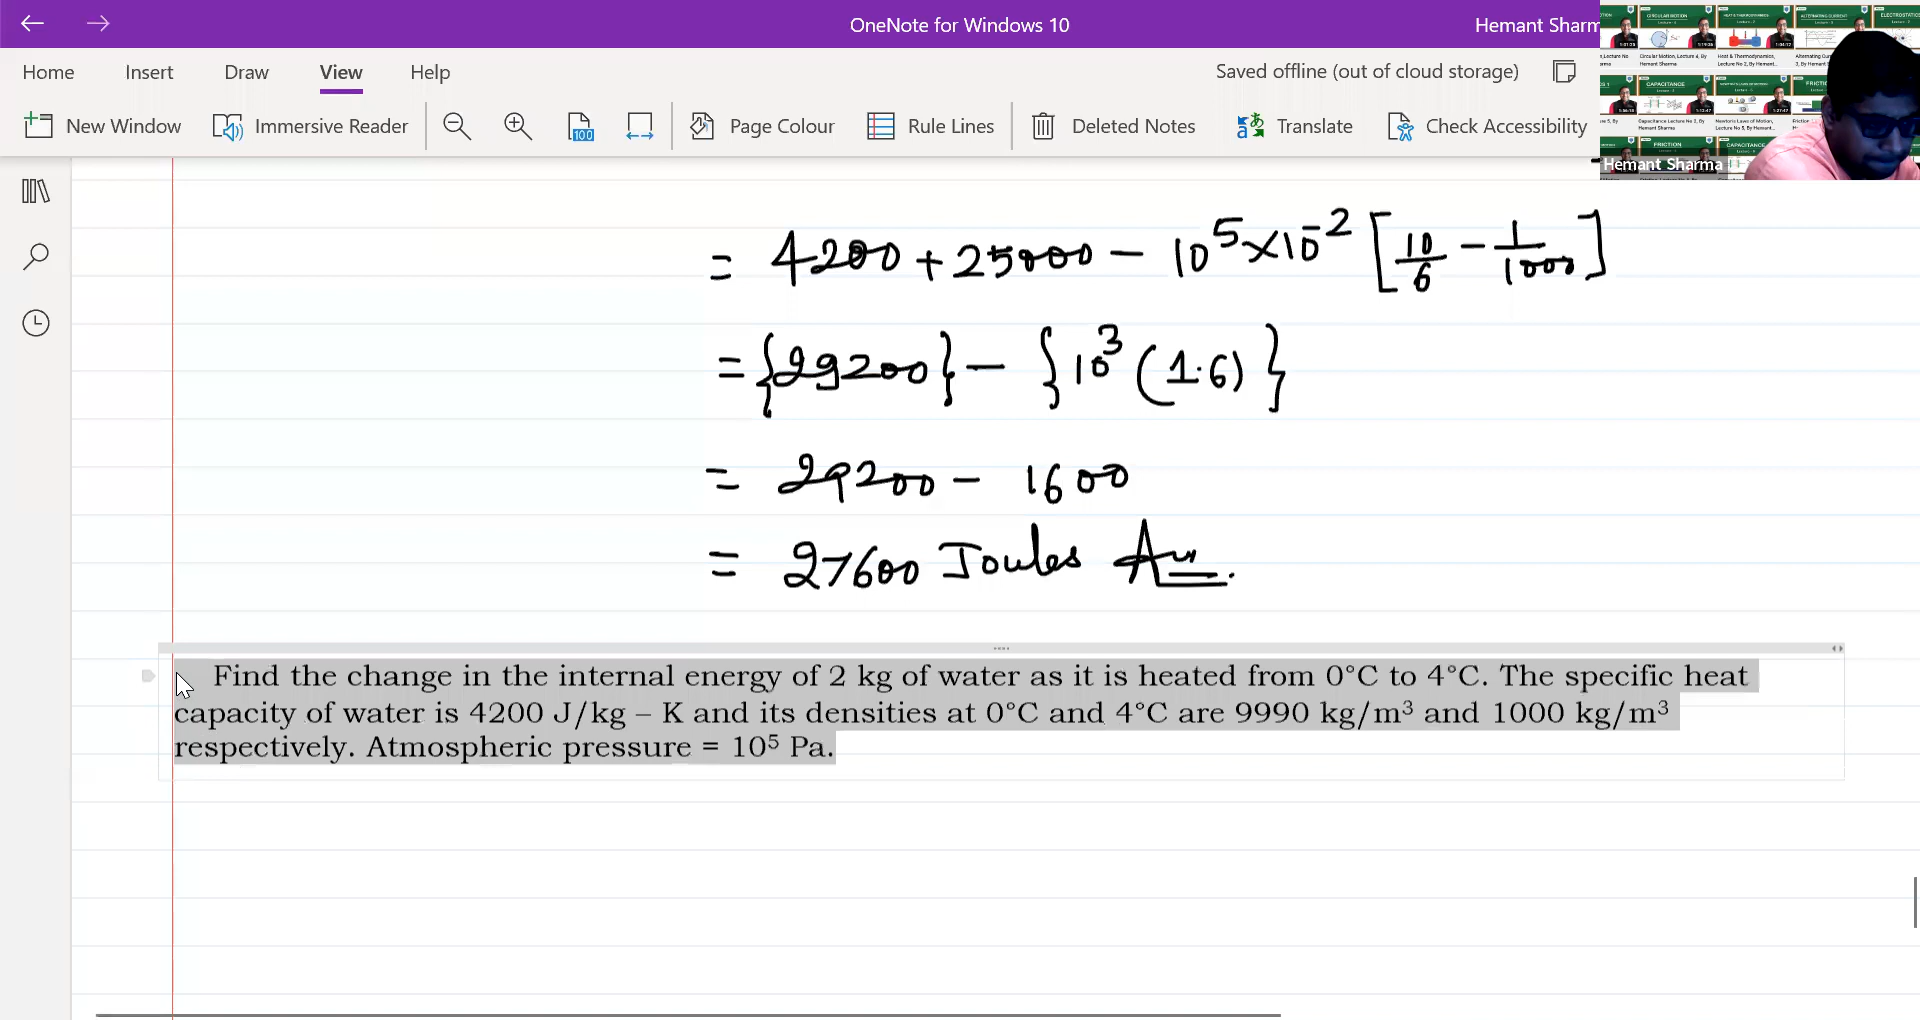 OneNote for Windows 10
Hemant Sharm
Home Insert Draw View Help
Saved offline (out of cloud storage)
New Window Immersive Reader 100 Page Colour Rule Lines Deleted Notes Translate Check Accessibility
Hemant Sharma
= 4200 + 25000 - 10^5 × 10^-2 [10/6 - 1/1000]
= {29200} - {10^3 (1.6)}
= 29200 - 1600
= 27600 Joules Ans.
Find the change in the internal energy of 2 kg of water as it is heated from 0°C to 4°C. The specific heat
capacity of water is 4200 J/kg – K and its densities at 0°C and 4°C are 9990 kg/m³ and 1000 kg/m³
respectively. Atmospheric pressure = 10⁵ Pa.